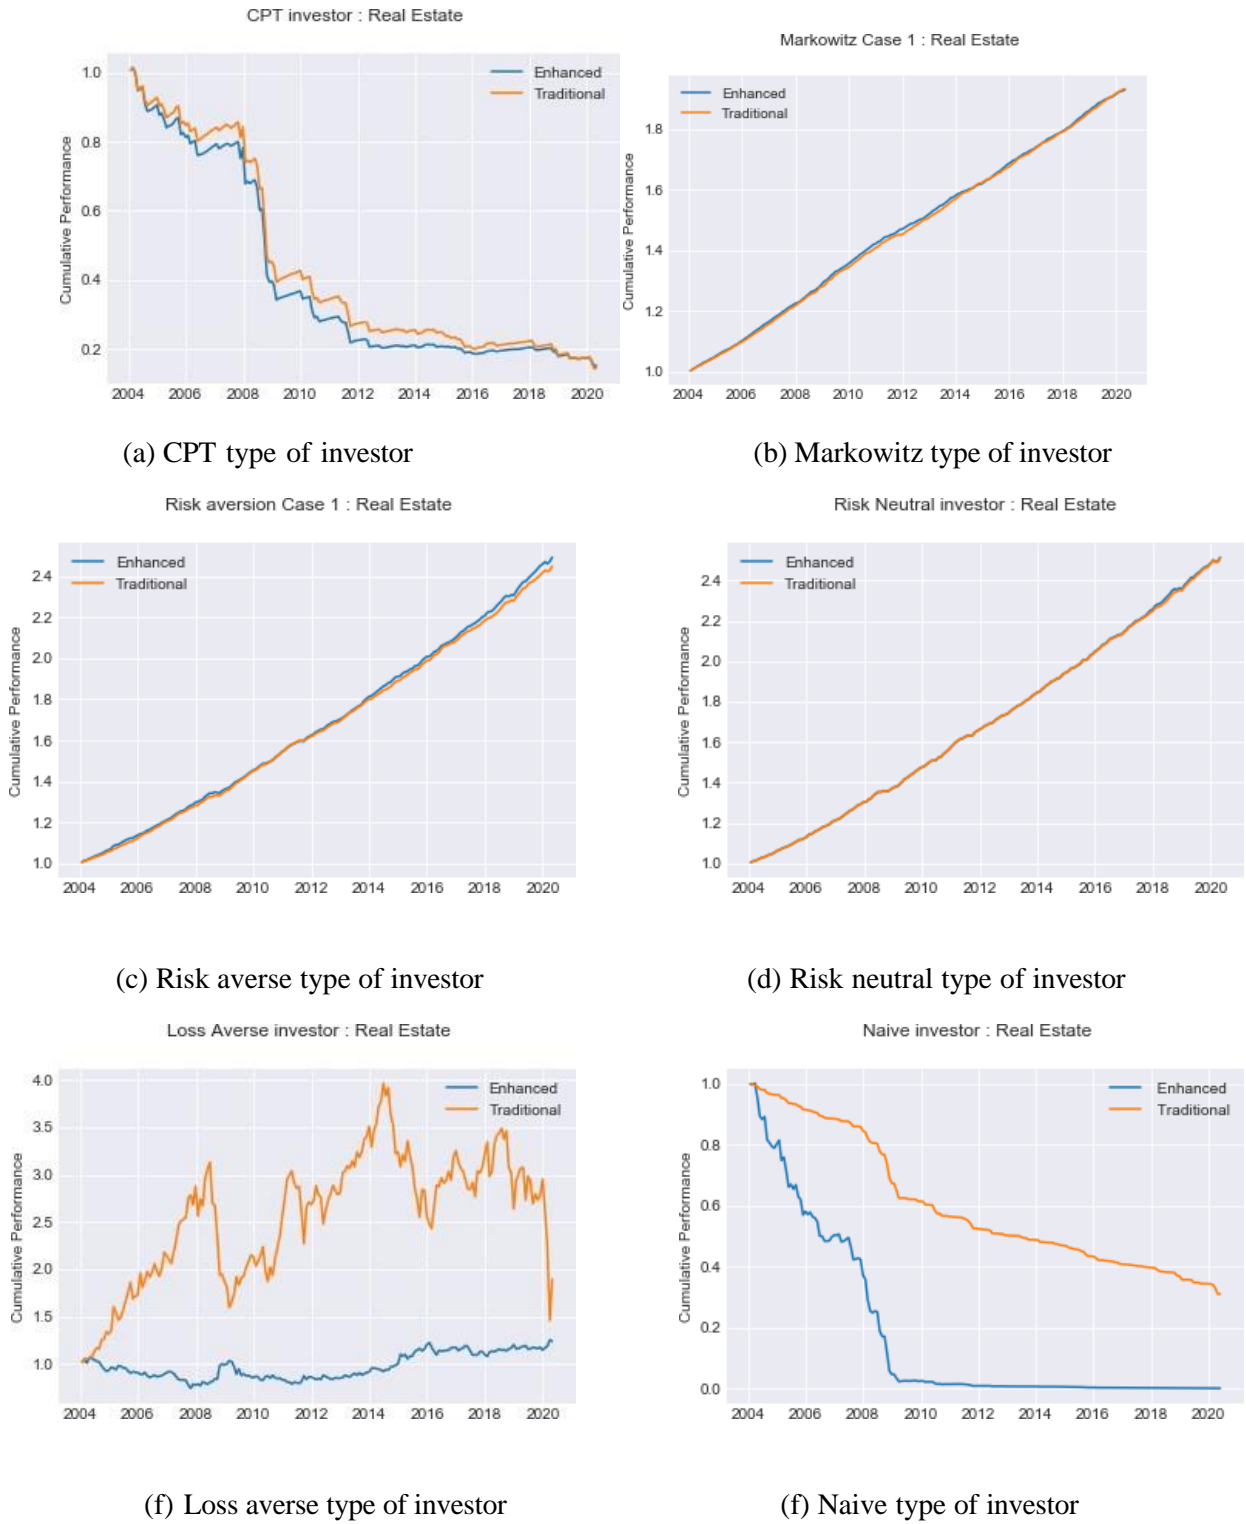 CPT investor : Real Estate
Enhanced
Traditional
Cumulative Performance
1.0
0.8
0.6
0.4
0.2
2004 2006 2008 2010 2012 2014 2016 2018 2020
(a) CPT type of investor
Markowitz Case 1 : Real Estate
Enhanced
Traditional
Cumulative Performance
1.8
1.6
1.4
1.2
1.0
2004 2006 2008 2010 2012 2014 2016 2018 2020
(b) Markowitz type of investor
Risk aversion Case 1 : Real Estate
Enhanced
Traditional
Cumulative Performance
2.4
2.2
2.0
1.8
1.6
1.4
1.2
1.0
2004 2006 2008 2010 2012 2014 2016 2018 2020
(c) Risk averse type of investor
Risk Neutral investor : Real Estate
Enhanced
Traditional
Cumulative Performance
2.4
2.2
2.0
1.8
1.6
1.4
1.2
1.0
2004 2006 2008 2010 2012 2014 2016 2018 2020
(d) Risk neutral type of investor
Loss Averse investor : Real Estate
Enhanced
Traditional
Cumulative Performance
4.0
3.5
3.0
2.5
2.0
1.5
1.0
2004 2006 2008 2010 2012 2014 2016 2018 2020
(f) Loss averse type of investor
Naive investor : Real Estate
Enhanced
Traditional
Cumulative Performance
1.0
0.8
0.6
0.4
0.2
0.0
2004 2006 2008 2010 2012 2014 2016 2018 2020
(f) Naive type of investor